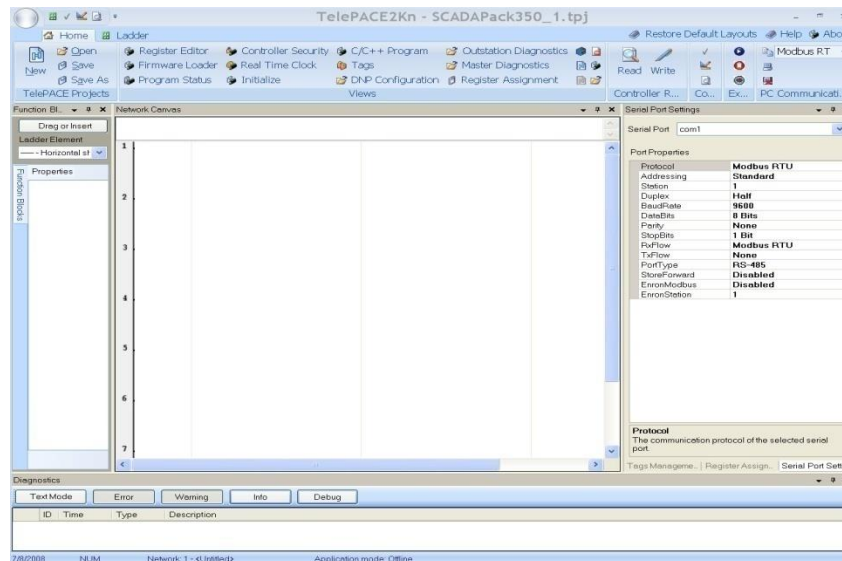 TelePACE2Kn - SCADAPack350_1.tpj
Home Ladder
Restore Default Layouts Help Abo
New
Open
Save
Save As
TelePACE Projects
Register Editor Controller Security C/C++ Program Outstation Diagnostics
Firmware Loader Real Time Clock Tags Master Diagnostics
Program Status Initialize DNP Configuration Register Assignment
Views
Read Write
Controller R...
Co...
Ex...
Modbus RT
PC Communicati.
Function Bl..
Drag or Insert
Ladder Element
- Horizontal st
Function Blocks
Properties
Network Canvas
1
2
3
4
5
6
7
Serial Port Settings
Serial Port com1
Port Properties
Protocol Modbus RTU
Addressing Standard
Station 1
Duplex Half
BaudRate 9600
DataBits 8 Bits
Parity None
StopBits 1 Bit
RxFlow Modbus RTU
TxFlow None
PortType RS-485
StoreForward Disabled
EnronModbus Disabled
EnronStation 1
Protocol
The communication protocol of the selected serial
port.
Tags Manageme.. Register Assign.. Serial Port Sett
Diagnostics
Text Mode Error Warning Info Debug
ID Time Type Description
7/8/2008 NUM Network: 1 - <Untitled> Application mode: Offline